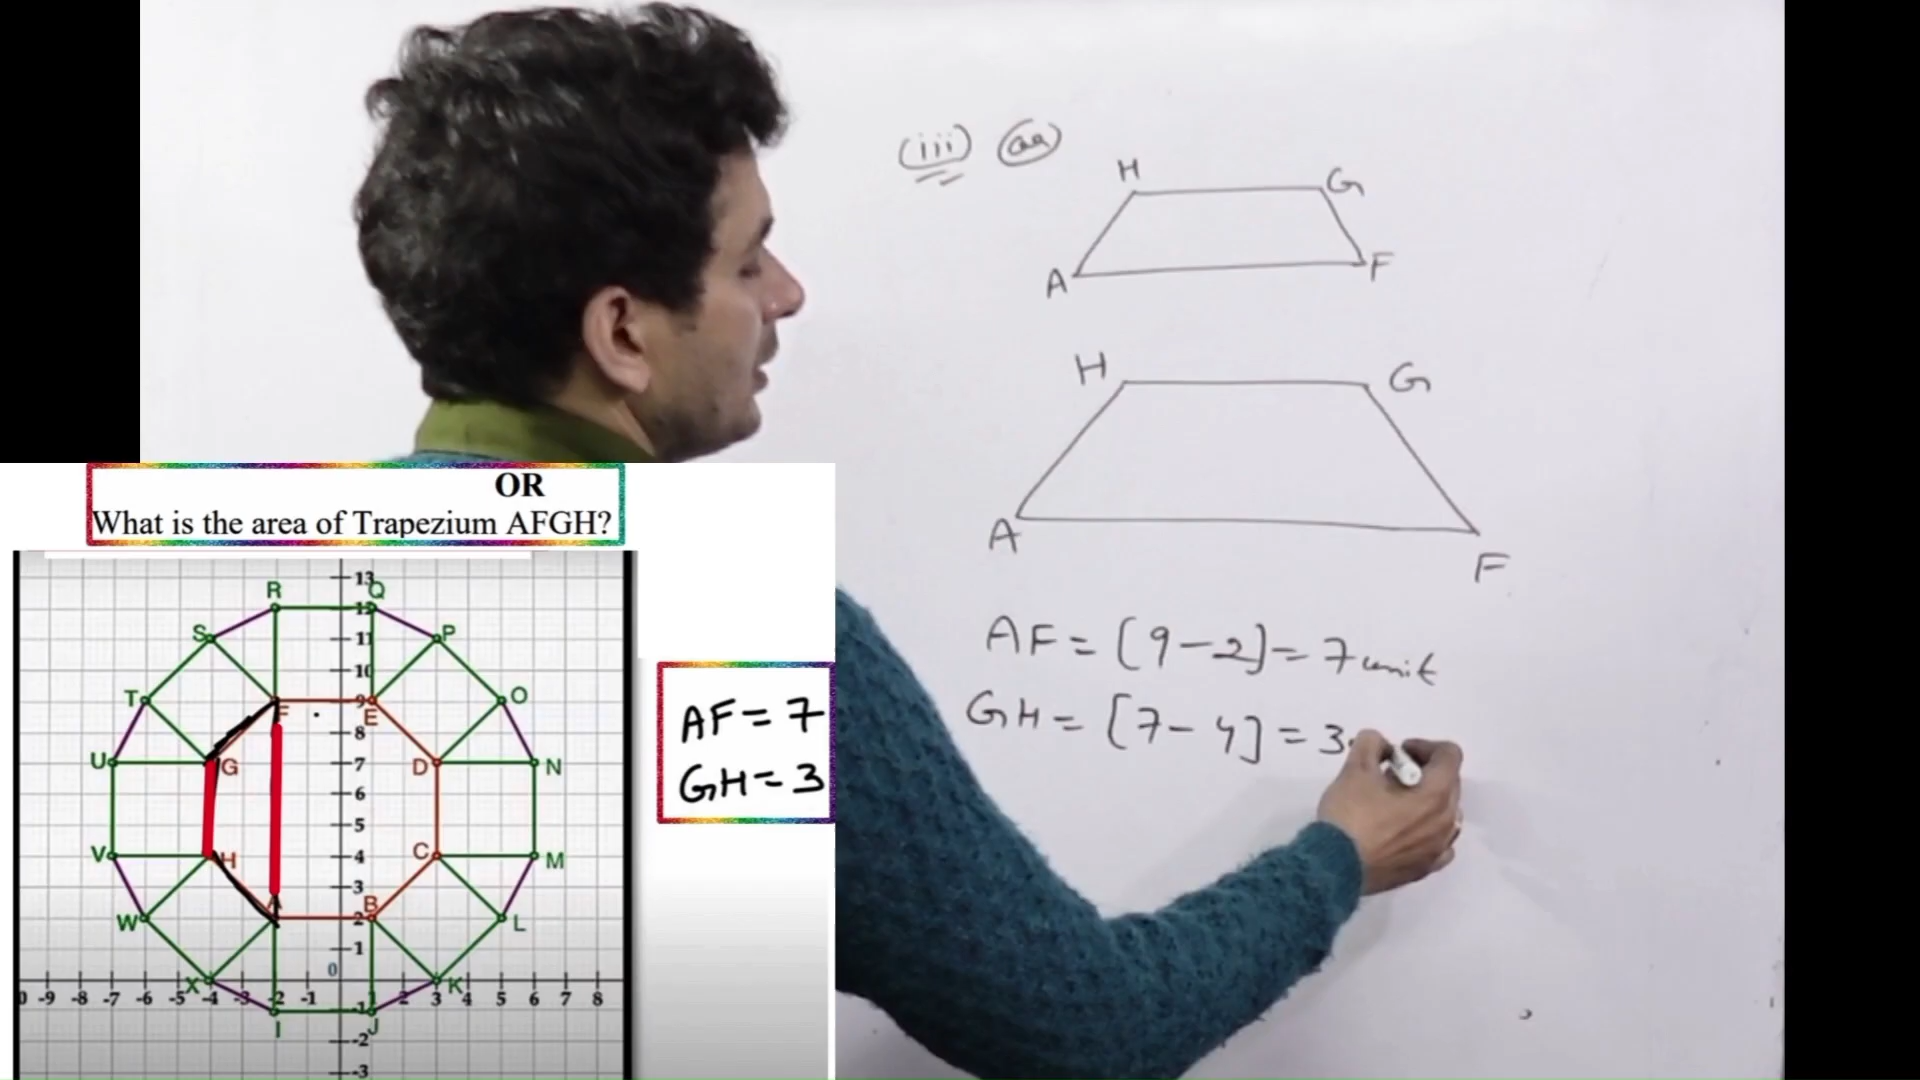 (iii) (aa)
H G
A F
H G
A F
AF = [9-2] = 7 unit
GH = [7-4] = 3
OR
What is the area of Trapezium AFGH?
AF = 7
GH = 3
13
R Q
12
S P
11
10
T O
9
F E
8
U G D N
7
6
5
4
V H C M
3
A B
2
W L
1
0
X K
-9 -8 -7 -6 -5 -4 -3 -2 -1 1 2 3 4 5 6 7 8
-1
I J
-2
-3